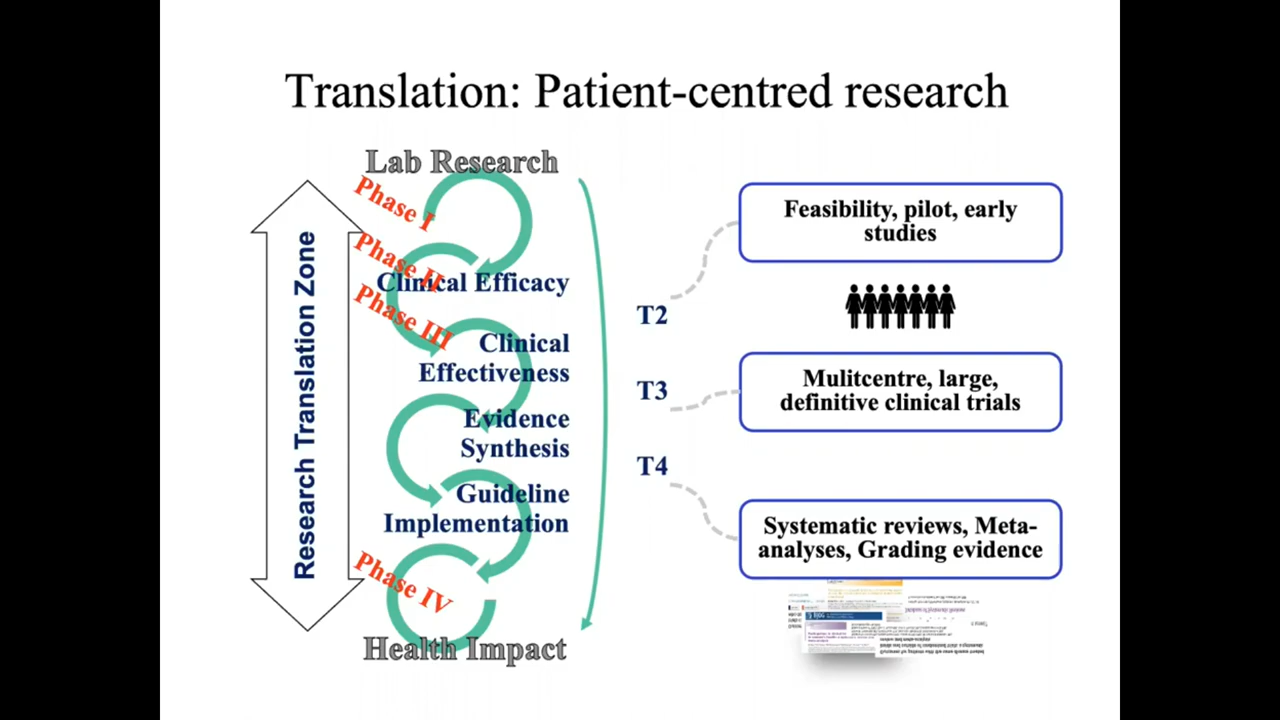 Translation: Patient-centred research
Lab Research
Phase I
Phase II
Clinical Efficacy
Phase III
Clinical
Effectiveness
Evidence
Synthesis
Guideline
Implementation
Phase IV
Health Impact
Research Translation Zone
T2
T3
T4
Feasibility, pilot, early
studies
Mulitcentre, large,
definitive clinical trials
Systematic reviews, Meta-
analyses, Grading evidence